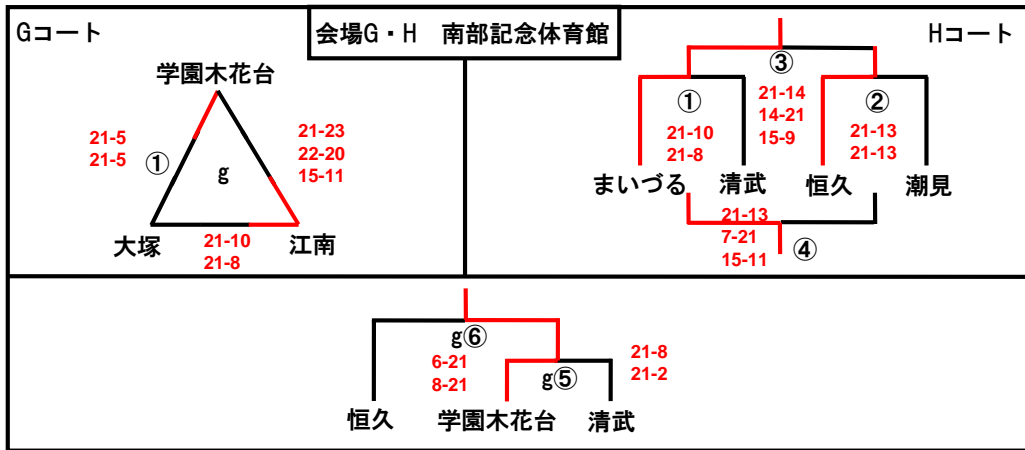 Gコート
会場G・H 南部記念体育館
Hコート
学園木花台
21-5
21-5
①
g
21-23
22-20
15-11
大塚
江南
21-10
21-8
③
21-14
14-21
15-9
①
21-10
21-8
②
21-13
21-13
まいづる
清武
恒久
潮見
21-13
7-21
15-11
④
g⑥
6-21
8-21
g⑤
21-8
21-2
恒久
学園木花台
清武